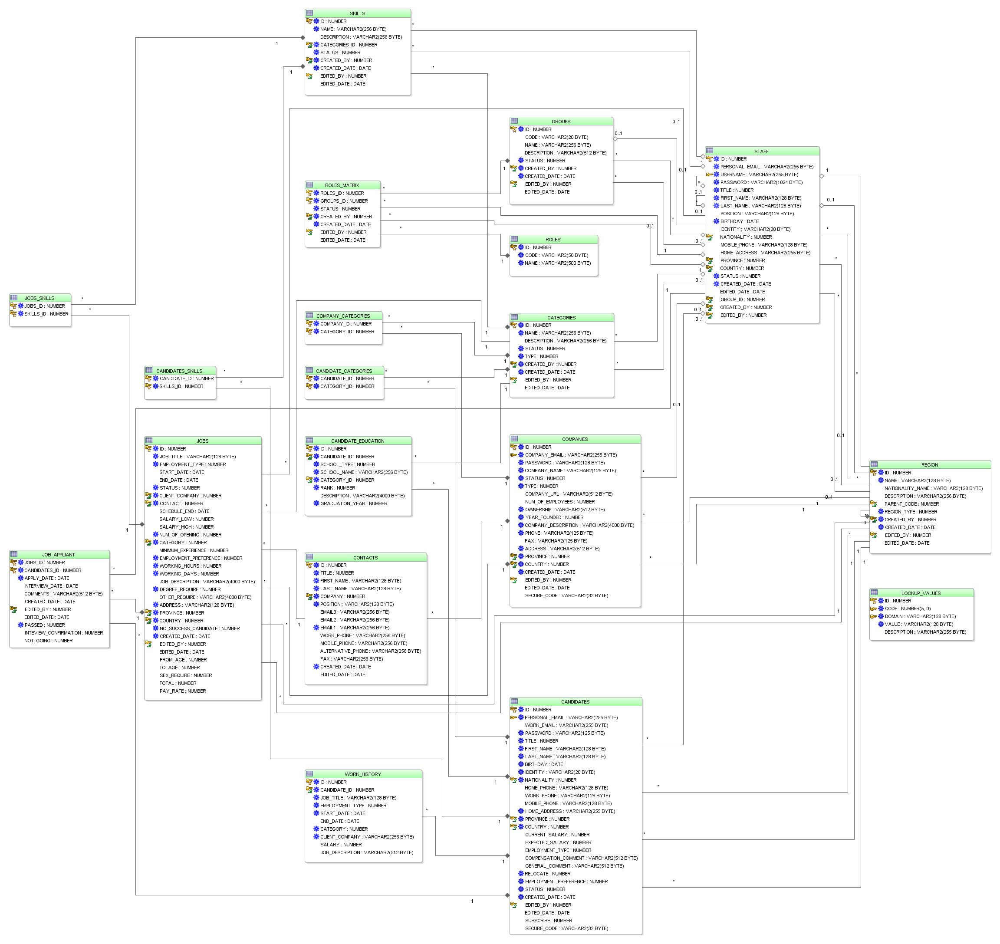 SKILLS
ID : NUMBER
NAME : VARCHAR2(256 BYTE)
DESCRIPTION : VARCHAR2(256 BYTE)
CATEGORIES_ID : NUMBER
STATUS : NUMBER
CREATED_BY : NUMBER
CREATED_DATE : DATE
EDITED_BY : NUMBER
EDITED_DATE : DATE
GROUPS
ID : NUMBER
CODE : VARCHAR2(20 BYTE)
NAME : VARCHAR2(256 BYTE)
DESCRIPTION : VARCHAR2(512 BYTE)
STATUS : NUMBER
CREATED_BY : NUMBER
CREATED_DATE : DATE
EDITED_BY : NUMBER
EDITED_DATE : DATE
STAFF
ID : NUMBER
PERSONAL_EMAIL : VARCHAR2(255 BYTE)
USERNAME : VARCHAR2(255 BYTE)
PASSWORD : VARCHAR2(1024 BYTE)
TITLE : NUMBER
FIRST_NAME : VARCHAR2(128 BYTE)
LAST_NAME : VARCHAR2(128 BYTE)
POSITION : VARCHAR2(128 BYTE)
BIRTHDAY : DATE
IDENTITY : VARCHAR2(20 BYTE)
NATIONALITY : NUMBER
MOBILE_PHONE : VARCHAR2(128 BYTE)
HOME_ADDRESS : VARCHAR2(255 BYTE)
PROVINCE : NUMBER
COUNTRY : NUMBER
STATUS : NUMBER
CREATED_DATE : DATE
EDITED_DATE : DATE
GROUP_ID : NUMBER
CREATED_BY : NUMBER
EDITED_BY : NUMBER
ROLES_MATRIX
ROLES_ID : NUMBER
GROUPS_ID : NUMBER
STATUS : NUMBER
CREATED_BY : NUMBER
CREATED_DATE : DATE
EDITED_BY : NUMBER
EDITED_DATE : DATE
ROLES
ID : NUMBER
CODE : VARCHAR2(50 BYTE)
NAME : VARCHAR2(500 BYTE)
JOBS_SKILLS
JOBS_ID : NUMBER
SKILLS_ID : NUMBER
COMPANY_CATEGORIES
COMPANY_ID : NUMBER
CATEGORY_ID : NUMBER
CATEGORIES
ID : NUMBER
NAME : VARCHAR2(256 BYTE)
DESCRIPTION : VARCHAR2(256 BYTE)
STATUS : NUMBER
TYPE : NUMBER
CREATED_BY : NUMBER
CREATED_DATE : DATE
EDITED_BY : NUMBER
EDITED_DATE : DATE
CANDIDATES_SKILLS
CANDIDATE_ID : NUMBER
SKILLS_ID : NUMBER
CANDIDATE_CATEGORIES
CANDIDATE_ID : NUMBER
CATEGORY_ID : NUMBER
JOBS
ID : NUMBER
JOB_TITLE : VARCHAR2(128 BYTE)
EMPLOYMENT_TYPE : NUMBER
START_DATE : DATE
END_DATE : DATE
STATUS : NUMBER
CLIENT_COMPANY : NUMBER
CONTACT : NUMBER
SCHEDULE_END : DATE
SALARY_LOW : NUMBER
SALARY_HIGH : NUMBER
NUM_OF_OPENING : NUMBER
CATEGORY : NUMBER
MINIMUM_EXPERIENCE : NUMBER
EMPLOYMENT_PREFERENCE : NUMBER
WORKING_HOURS : NUMBER
WORKING_DAYS : NUMBER
JOB_DESCRIPTION : VARCHAR2(4000 BYTE)
DEGREE_REQUIRE : NUMBER
OTHER_REQUIRE : VARCHAR2(4000 BYTE)
ADDRESS : VARCHAR2(128 BYTE)
PROVINCE : NUMBER
COUNTRY : NUMBER
NO_SUCCESS_CANDIDATE : NUMBER
CREATED_DATE : DATE
EDITED_BY : NUMBER
EDITED_DATE : DATE
FROM_AGE : NUMBER
TO_AGE : NUMBER
SEX_REQUIRE : NUMBER
TOTAL : NUMBER
PAY_RATE : NUMBER
CANDIDATE_EDUCATION
ID : NUMBER
CANDIDATE_ID : NUMBER
SCHOOL_TYPE : NUMBER
SCHOOL_NAME : VARCHAR2(256 BYTE)
CATEGORY_ID : NUMBER
RANK : NUMBER
DESCRIPTION : VARCHAR2(4000 BYTE)
GRADUATION_YEAR : NUMBER
COMPANIES
ID : NUMBER
COMPANY_EMAIL : VARCHAR2(255 BYTE)
PASSWORD : VARCHAR2(128 BYTE)
COMPANY_NAME : VARCHAR2(125 BYTE)
STATUS : NUMBER
TYPE : NUMBER
COMPANY_URL : VARCHAR2(512 BYTE)
NUM_OF_EMPLOYEES : NUMBER
OWNERSHIP : VARCHAR2(512 BYTE)
YEAR_FOUNDED : NUMBER
COMPANY_DESCRIPTION : VARCHAR2(4000 BYTE)
PHONE : VARCHAR2(125 BYTE)
FAX : VARCHAR2(125 BYTE)
ADDRESS : VARCHAR2(512 BYTE)
PROVINCE : NUMBER
COUNTRY : NUMBER
CREATED_DATE : DATE
EDITED_BY : NUMBER
EDITED_DATE : DATE
SECURE_CODE : VARCHAR2(32 BYTE)
REGION
ID : NUMBER
NAME : VARCHAR2(128 BYTE)
NATIONALITY_NAME : VARCHAR2(128 BYTE)
DESCRIPTION : VARCHAR2(256 BYTE)
PARENT_CODE : NUMBER
REGION_TYPE : NUMBER
CREATED_BY : NUMBER
CREATED_DATE : DATE
EDITED_BY : NUMBER
EDITED_DATE : DATE
JOB_APPLIANT
JOBS_ID : NUMBER
CANDIDATES_ID : NUMBER
APPLY_DATE : DATE
INTERVIEW_DATE : DATE
COMMENTS : VARCHAR2(512 BYTE)
CREATED_DATE : DATE
EDITED_BY : NUMBER
EDITED_DATE : DATE
PASSED : NUMBER
INTEVIEW_CONFIRMATION : NUMBER
NOT_GOING : NUMBER
CONTACTS
ID : NUMBER
TITLE : NUMBER
FIRST_NAME : VARCHAR2(128 BYTE)
LAST_NAME : VARCHAR2(128 BYTE)
COMPANY : NUMBER
POSITION : VARCHAR2(128 BYTE)
EMAIL3 : VARCHAR2(256 BYTE)
EMAIL2 : VARCHAR2(256 BYTE)
EMAIL1 : VARCHAR2(256 BYTE)
WORK_PHONE : VARCHAR2(256 BYTE)
MOBILE_PHONE : VARCHAR2(256 BYTE)
ALTERNATIVE_PHONE : VARCHAR2(256 BYTE)
FAX : VARCHAR2(256 BYTE)
CREATED_DATE : DATE
EDITED_DATE : DATE
LOOKUP_VALUES
ID : NUMBER
CODE : NUMBER(5, 0)
DOMAIN : VARCHAR2(128 BYTE)
VALUE : VARCHAR2(128 BYTE)
DESCRIPTION : VARCHAR2(255 BYTE)
CANDIDATES
ID : NUMBER
PERSONAL_EMAIL : VARCHAR2(255 BYTE)
WORK_EMAIL : VARCHAR2(255 BYTE)
PASSWORD : VARCHAR2(125 BYTE)
TITLE : NUMBER
FIRST_NAME : VARCHAR2(128 BYTE)
LAST_NAME : VARCHAR2(128 BYTE)
BIRTHDAY : DATE
IDENTITY : VARCHAR2(20 BYTE)
NATIONALITY : NUMBER
HOME_PHONE : VARCHAR2(128 BYTE)
WORK_PHONE : VARCHAR2(128 BYTE)
MOBILE_PHONE : VARCHAR2(128 BYTE)
HOME_ADDRESS : VARCHAR2(255 BYTE)
PROVINCE : NUMBER
COUNTRY : NUMBER
CURRENT_SALARY : NUMBER
EXPECTED_SALARY : NUMBER
EMPLOYMENT_TYPE : NUMBER
COMPENSATION_COMMENT : VARCHAR2(512 BYTE)
GENERAL_COMMENT : VARCHAR2(512 BYTE)
RELOCATE : NUMBER
EMPLOYMENT_PREFERENCE : NUMBER
STATUS : NUMBER
CREATED_DATE : DATE
EDITED_BY : NUMBER
EDITED_DATE : DATE
SUBSCRIBE : NUMBER
SECURE_CODE : VARCHAR2(32 BYTE)
WORK_HISTORY
ID : NUMBER
CANDIDATE_ID : NUMBER
JOB_TITLE : VARCHAR2(128 BYTE)
EMPLOYMENT_TYPE : NUMBER
START_DATE : DATE
END_DATE : DATE
CATEGORY : NUMBER
CLIENT_COMPANY : VARCHAR2(256 BYTE)
SALARY : NUMBER
JOB_DESCRIPTION : VARCHAR2(512 BYTE)